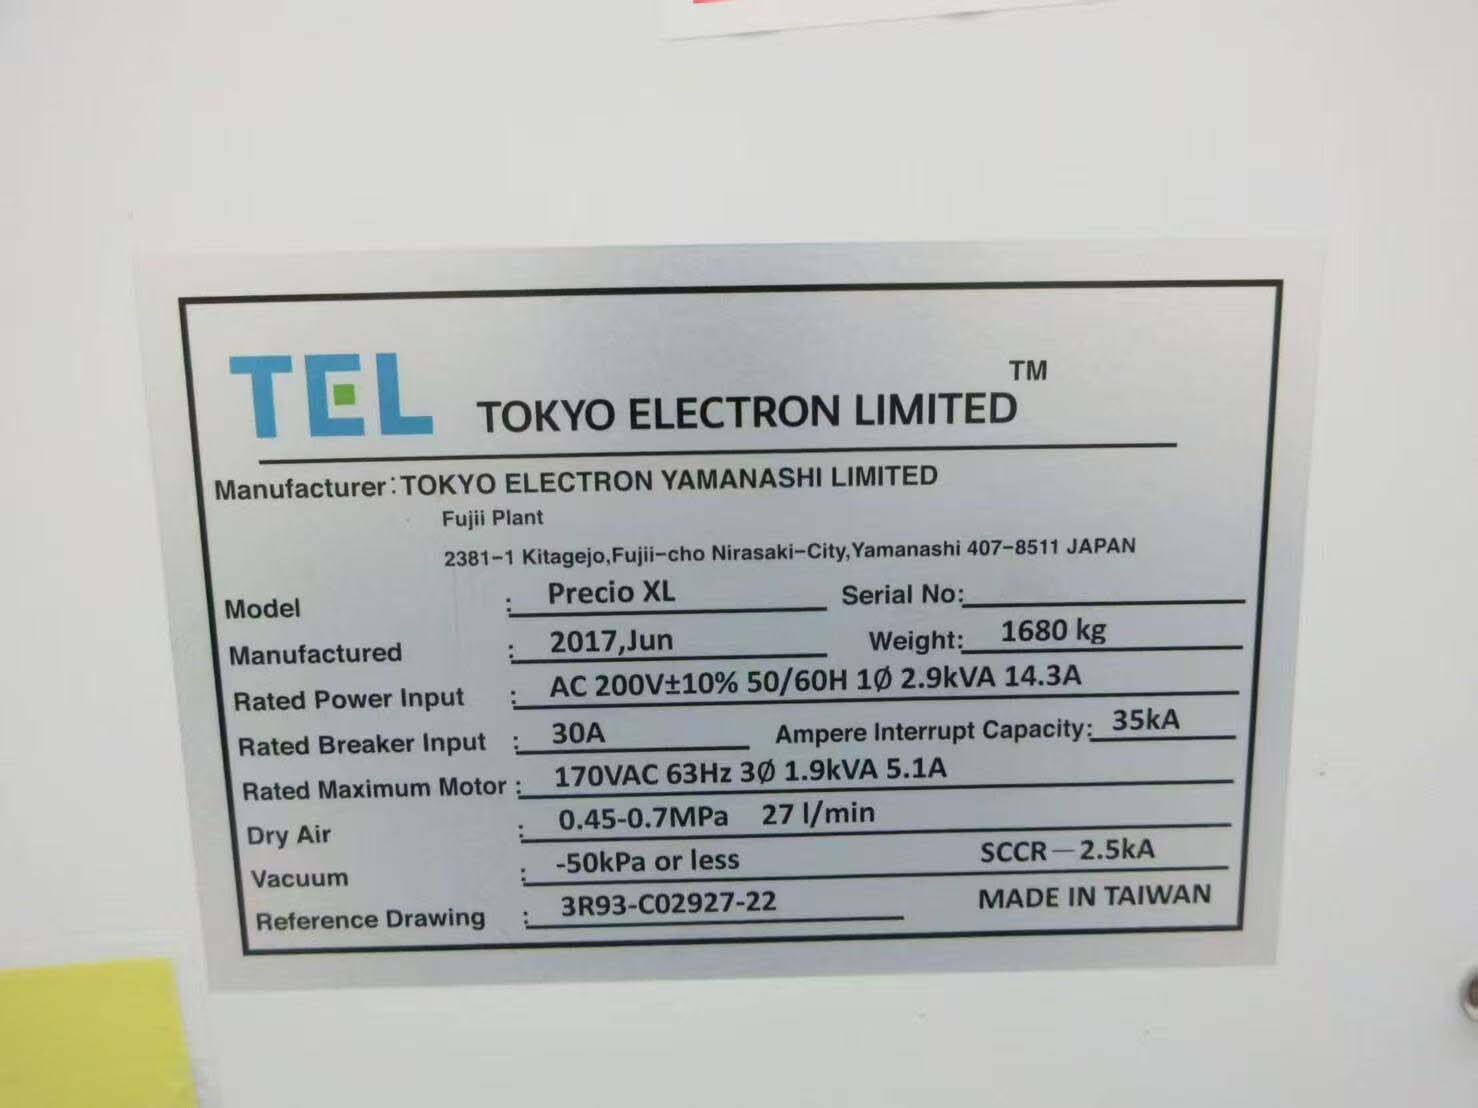 TEL TOKYO ELECTRON LIMITED™
Manufacturer:TOKYO ELECTRON YAMANASHI LIMITED
Fujii Plant
2381-1 Kitagejo,Fujii-cho Nirasaki-City,Yamanashi 407-8511 JAPAN
Model : Precio XL Serial No:
Manufactured : 2017,Jun Weight: 1680 kg
Rated Power Input : AC 200V±10% 50/60H 1Ø 2.9kVA 14.3A
Rated Breaker Input : 30A Ampere Interrupt Capacity: 35kA
Rated Maximum Motor : 170VAC 63Hz 3Ø 1.9kVA 5.1A
Dry Air : 0.45-0.7MPa 27 l/min
Vacuum : -50kPa or less SCCR－2.5kA
Reference Drawing : 3R93-C02927-22 MADE IN TAIWAN